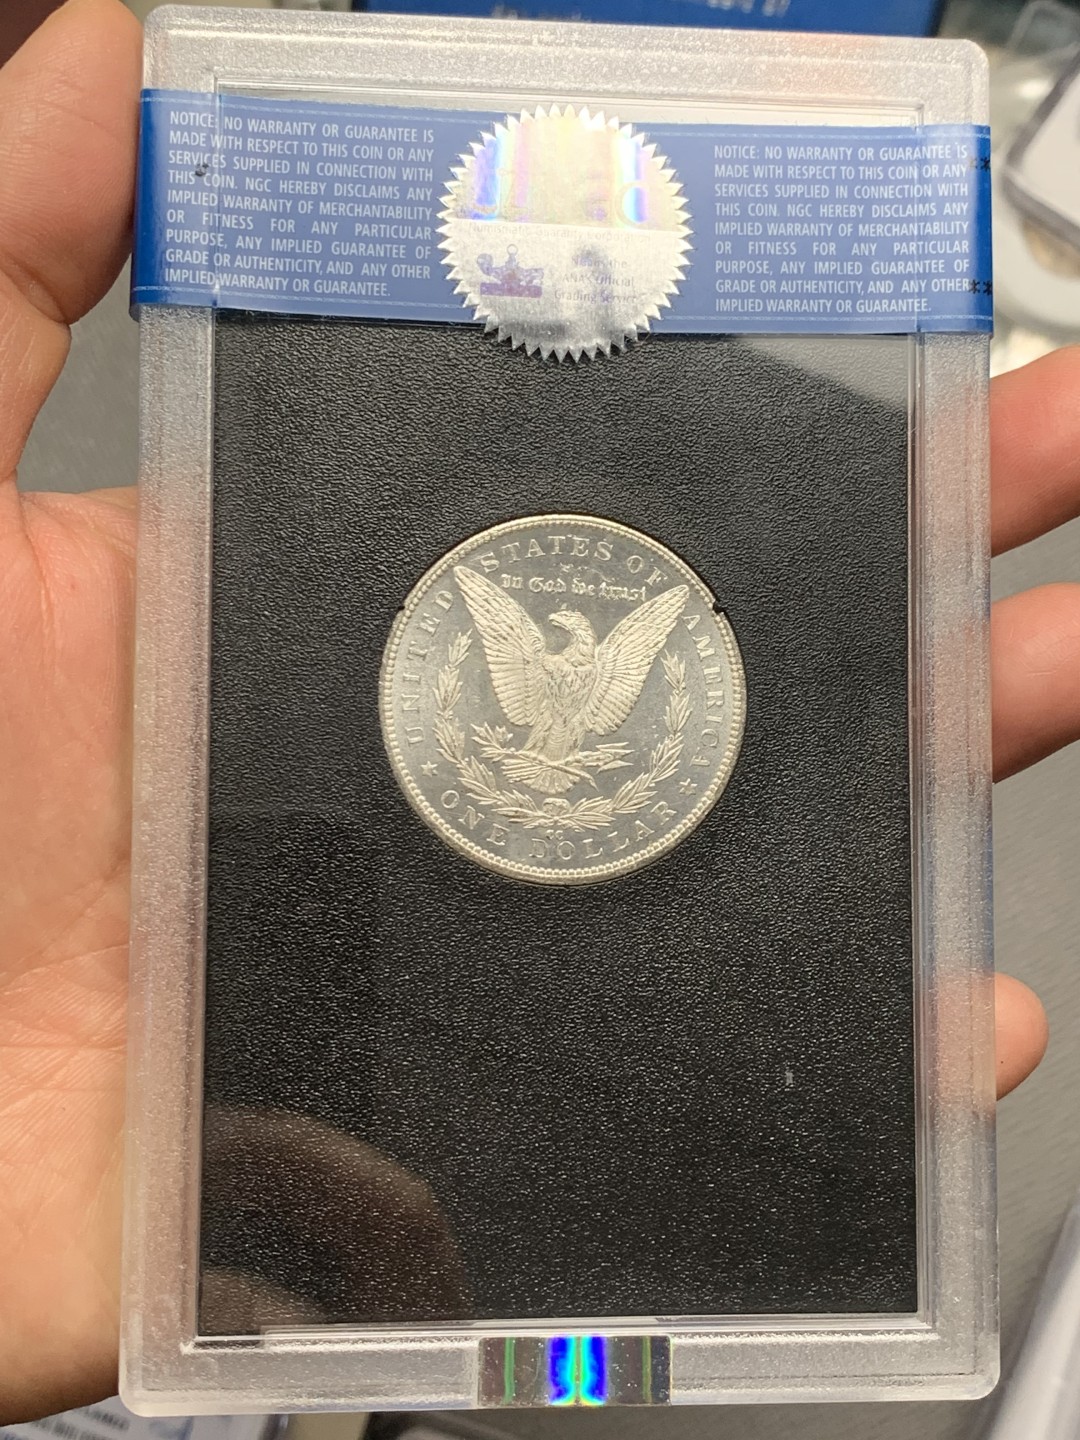 NOTICE: NO WARRANTY OR GUARANTEE IS
MADE WITH RESPECT TO THIS COIN OR ANY
SERVICES SUPPLIED IN CONNECTION WITH
THIS COIN. NGC HEREBY DISCLAIMS ANY
IMPLIED WARRANTY OF MERCHANTABILITY
OR FITNESS FOR ANY PARTICULAR
PURPOSE, ANY IMPLIED GUARANTEE OF
GRADE OR AUTHENTICITY, AND ANY OTHER
IMPLIED WARRANTY OR GUARANTEE.
the
Official
Grading Service
NOTICE: NO WARRANTY OR GUARANTEE IS
MADE WITH RESPECT TO THIS COIN OR ANY
SERVICES SUPPLIED IN CONNECTION WITH
THIS COIN. NGC HEREBY DISCLAIMS ANY
IMPLIED WARRANTY OF MERCHANTABILITY
OR FITNESS FOR ANY PARTICULAR
PURPOSE, ANY IMPLIED GUARANTEE OF
GRADE OR AUTHENTICITY, AND ANY OTHER
IMPLIED WARRANTY OR GUARANTEE.
UNITED STATES OF AMERICA
In God we trust
CC
ONE DOLLAR